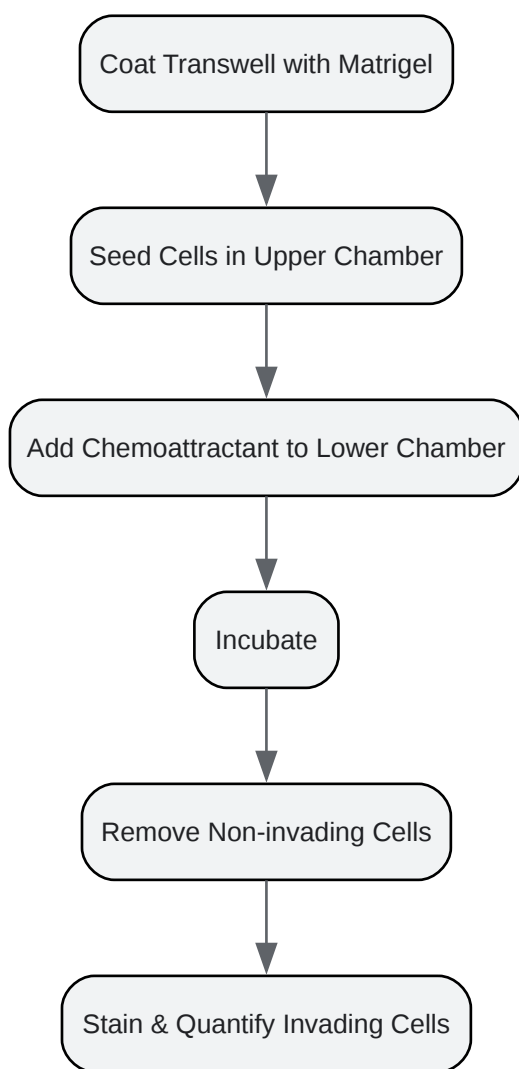 Coat Transwell with Matrigel
Seed Cells in Upper Chamber
Add Chemoattractant to Lower Chamber
Incubate
Remove Non-invading Cells
Stain & Quantify Invading Cells